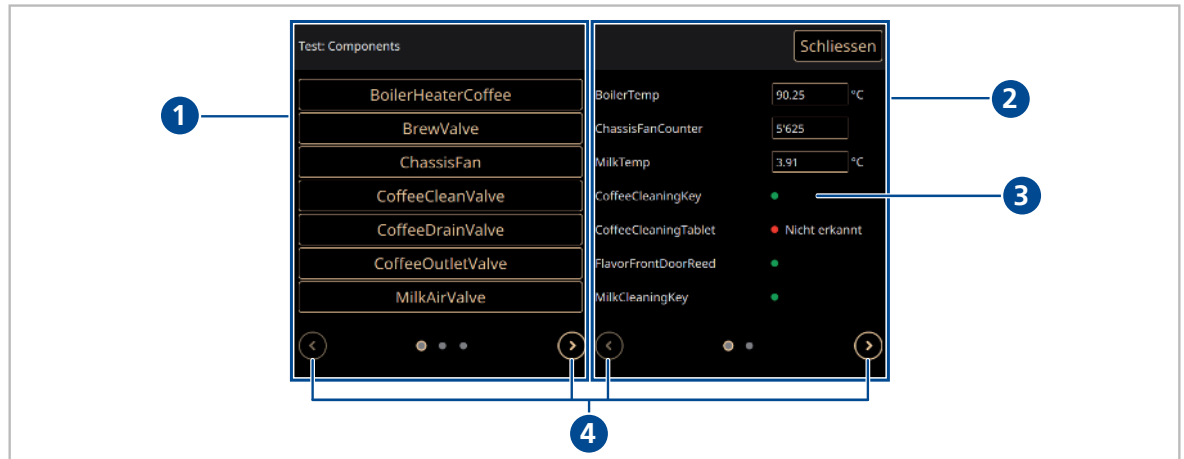 Test: Components
BoilerHeaterCoffee
BrewValve
ChassisFan
CoffeeCleanValve
CoffeeDrainValve
CoffeeOutletValve
MilkAirValve
Schliessen
BoilerTemp 90.25 °C
ChassisFanCounter 5'625
MilkTemp 3.91 °C
CoffeeCleaningKey
CoffeeCleaningTablet Nicht erkannt
FlavorFrontDoorReed
MilkCleaningKey
1
2
3
4